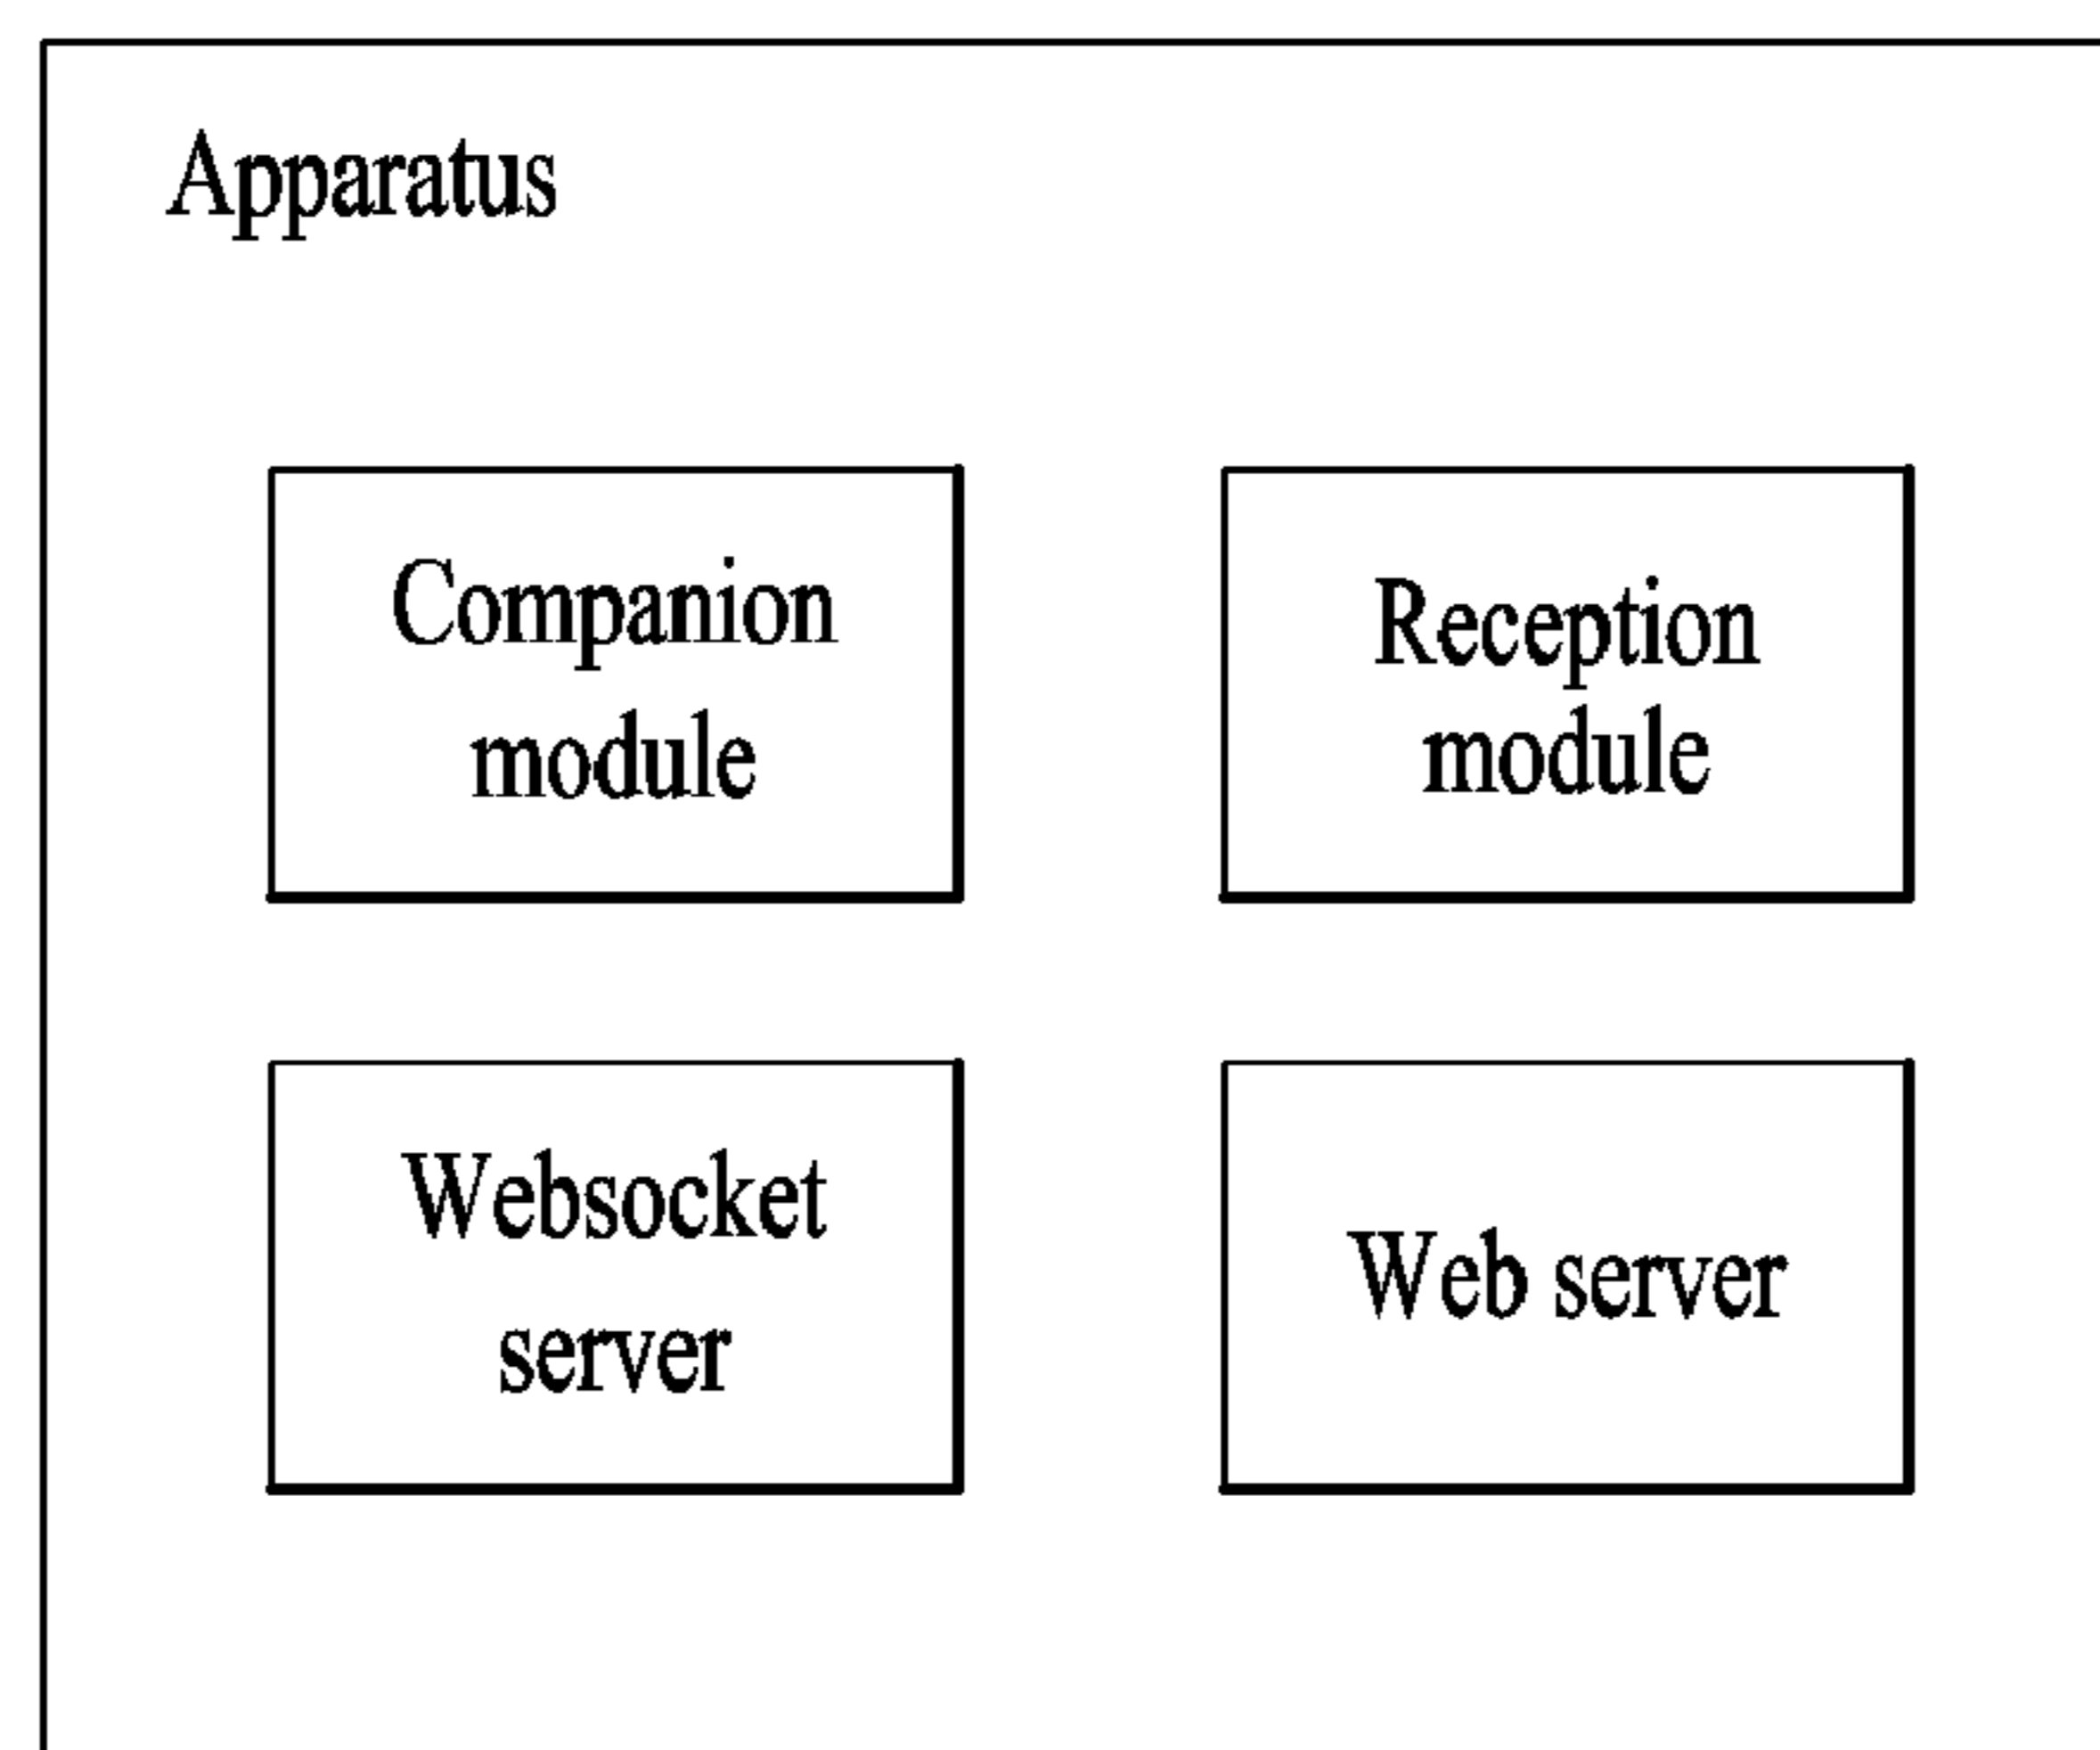 Apparatus
Companion
module
Reception
module
Websocket
server
Web server